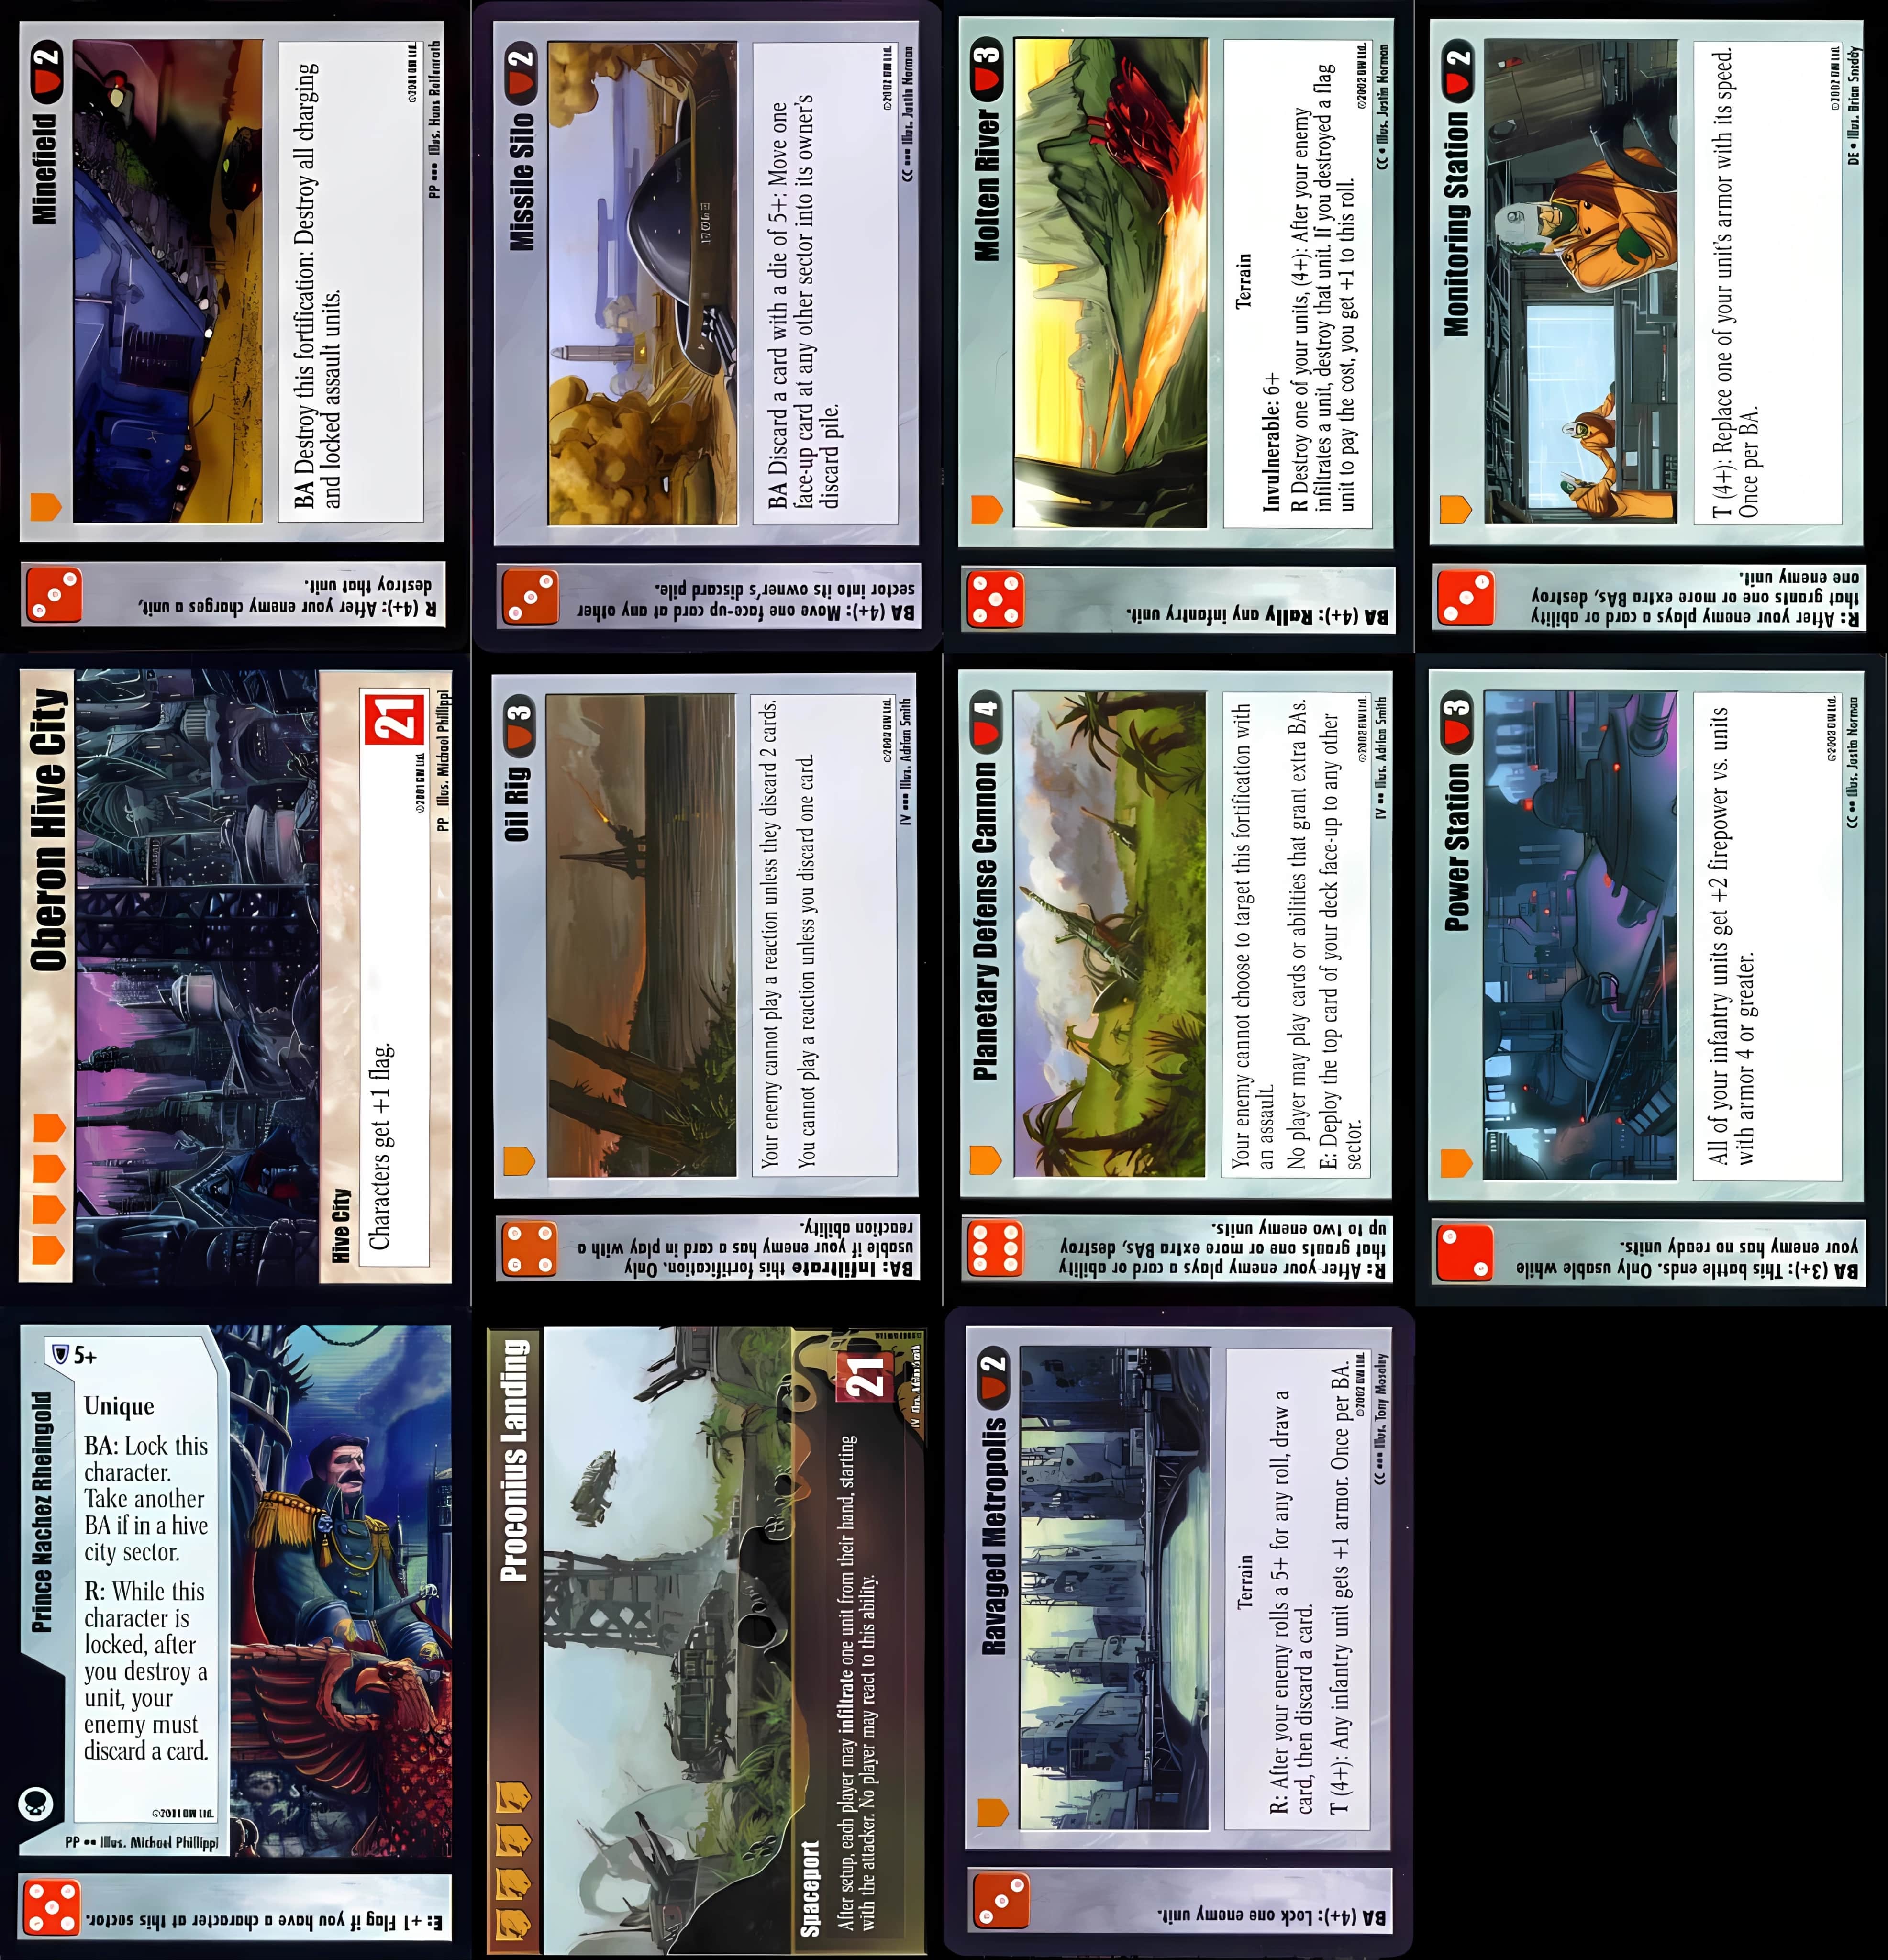 Minefield
2
BA Destroy this fortification: Destroy all charging
and locked assault units.
©2001 GW Ltd.
PP ••• Illus. Hans Rolfenroth
R (4+): After your enemy charges a unit,
destroy that unit.
Missile Silo
2
BA Discard a card with a die of 5+: Move one
face-up card at any other sector into its owner's
discard pile.
©2002 GW Ltd.
CC ••• Illus. Justin Norman
BA (4+): Move one face-up card at any other
sector into its owner's discard pile.
Molten River
3
Terrain
Invulnerable: 6+
R Destroy one of your units, (4+): After your enemy
infiltrates a unit, destroy that unit. If you destroyed a flag
unit to pay the cost, you get +1 to this roll.
©2002 GW Ltd.
CC • Illus. Justin Norman
BA (4+): Rally any infantry unit.
Monitoring Station
2
T (4+): Replace one of your unit's armor with its speed.
Once per BA.
©2002 GW Ltd.
DE • Illus. Brian Snoddy
R: After your enemy plays a card or ability
that grants one or more extra BAs, destroy
one enemy unit.
Oberon Hive City
Hive City
Characters get +1 flag.
21
©2001 GW Ltd.
PP Illus. Michael Phillippi
Oil Rig
3
Your enemy cannot play a reaction unless they discard 2 cards.
You cannot play a reaction unless you discard one card.
©2002 GW Ltd.
IV ••• Illus. Adrian Smith
BA: Infiltrate this fortification. Only
usable if your enemy has a card in play with a
reaction ability.
Planetary Defense Cannon
4
Your enemy cannot choose to target this fortification with
an assault.
No player may play cards or abilities that grant extra BAs.
E: Deploy the top card of your deck face-up to any other
sector.
©2002 GW Ltd.
IV •• Illus. Adrian Smith
R: After your enemy plays a card or ability
that grants one or more extra BAs, destroy
up to two enemy units.
Power Station
3
All of your infantry units get +2 firepower vs. units
with armor 4 or greater.
©2002 GW Ltd.
CC •• Illus. Justin Norman
BA (3+): This battle ends. Only usable while
your enemy has no ready units.
Prince Nachez Rheingold
5+
Unique
BA: Lock this
character.
Take another
BA if in a hive
city sector.
R: While this
character is
locked, after
you destroy a
unit, your
enemy must
discard a card.
©2001 GW Ltd.
PP •• Illus. Michael Phillippi
E: +1 Flag if you have a character at this sector.
Proconius Landing
Spaceport
After setup, each player may infiltrate one unit from their hand, starting
with the attacker. No player may react to this ability.
21
IV Illus. Adrian Smith
Ravaged Metropolis
2
Terrain
R: After your enemy rolls a 5+ for any roll, draw a
card, then discard a card.
T (4+): Any infantry unit gets +1 armor. Once per BA.
©2002 GW Ltd.
CC ••• Illus. Tony Moseley
BA (4+): Lock one enemy unit.